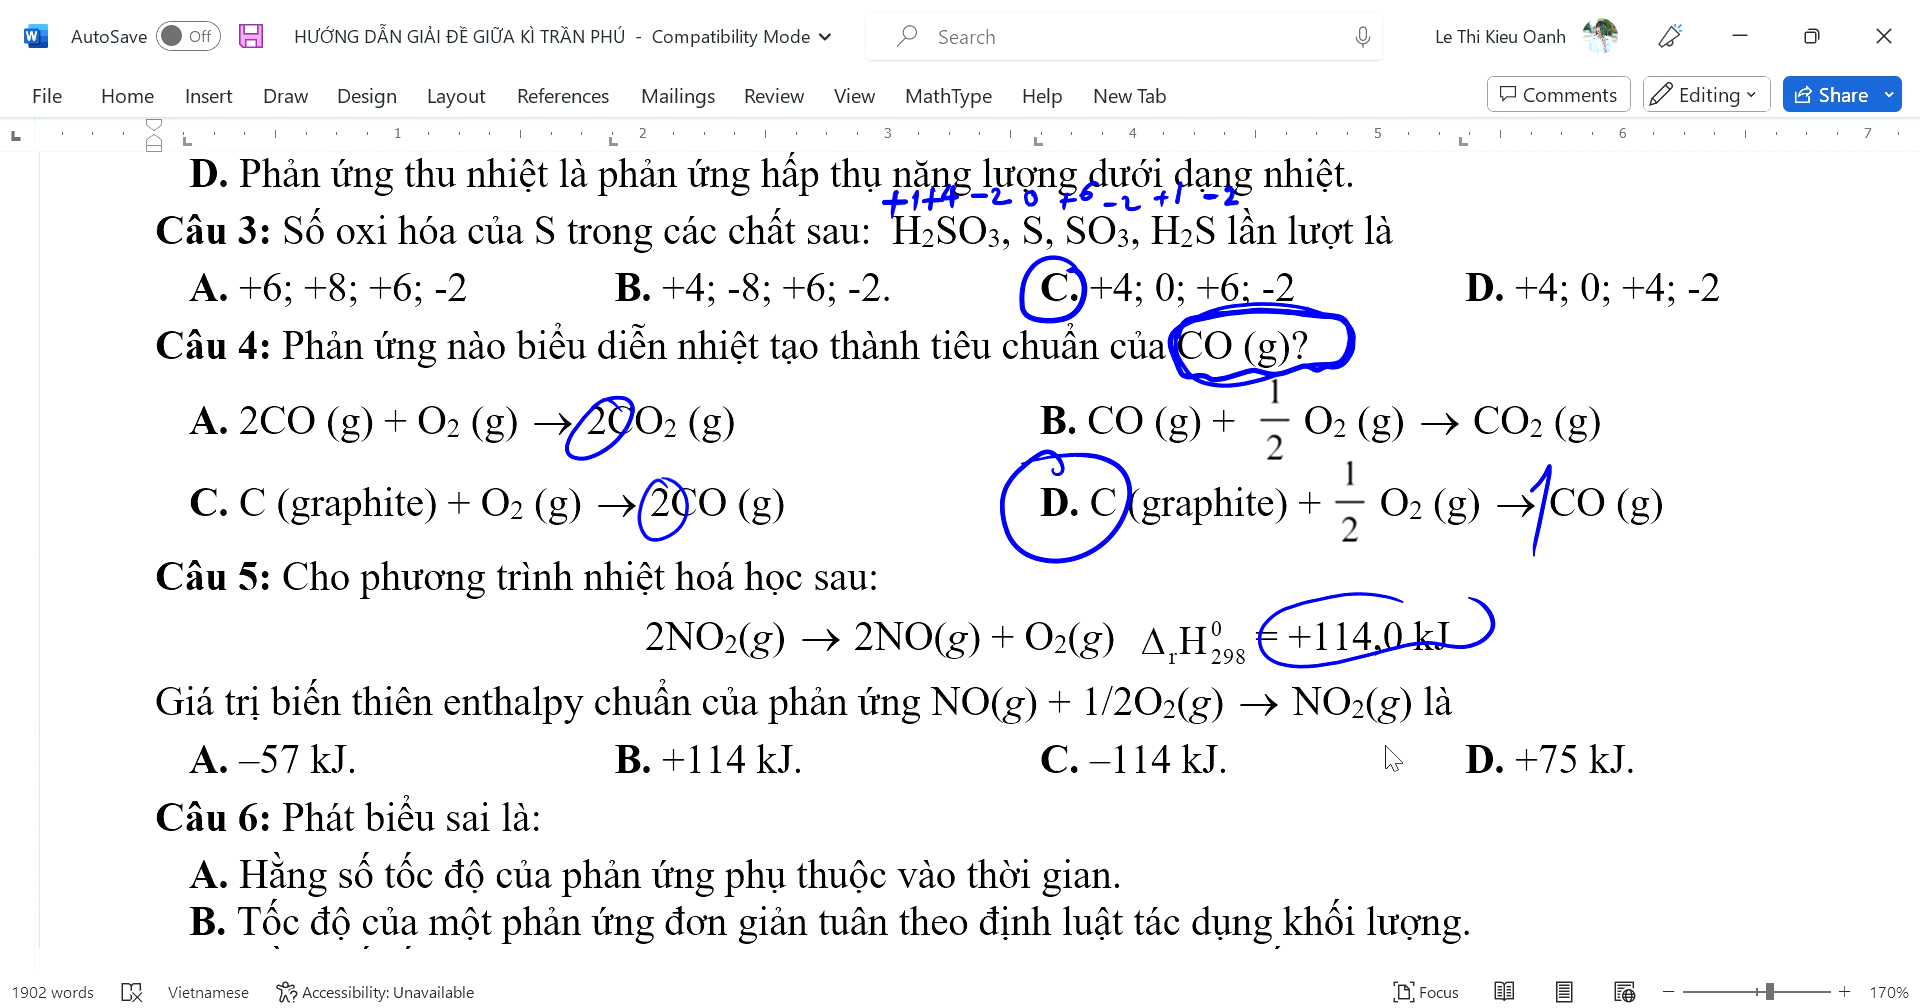 AutoSave Off HƯỚNG DẪN GIẢI ĐỀ GIỮA KÌ TRẦN PHÚ - Compatibility Mode Search Le Thi Kieu Oanh
File Home Insert Draw Design Layout References Mailings Review View MathType Help New Tab Comments Editing Share
1 2 3 4 5 6 7
D. Phản ứng thu nhiệt là phản ứng hấp thụ năng lượng dưới dạng nhiệt.
+1 +4 -2 0 +6 -2 +1 -2
Câu 3: Số oxi hóa của S trong các chất sau: H₂SO₃, S, SO₃, H₂S lần lượt là
A. +6; +8; +6; -2 B. +4; -8; +6; -2. C. +4; 0; +6; -2 D. +4; 0; +4; -2
Câu 4: Phản ứng nào biểu diễn nhiệt tạo thành tiêu chuẩn của CO (g)?
A. 2CO (g) + O₂ (g) → 2CO₂ (g) B. CO (g) + 1/2 O₂ (g) → CO₂ (g)
C. C (graphite) + O₂ (g) → 2CO (g) D. C (graphite) + 1/2 O₂ (g) → 1 CO (g)
Câu 5: Cho phương trình nhiệt hoá học sau:
2NO₂(g) → 2NO(g) + O₂(g) ΔᵣH⁰₂₉₈ = +114,0 kJ
Giá trị biến thiên enthalpy chuẩn của phản ứng NO(g) + 1/2O₂(g) → NO₂(g) là
A. –57 kJ. B. +114 kJ. C. –114 kJ. D. +75 kJ.
Câu 6: Phát biểu sai là:
A. Hằng số tốc độ của phản ứng phụ thuộc vào thời gian.
B. Tốc độ của một phản ứng đơn giản tuân theo định luật tác dụng khối lượng.
1902 words Vietnamese Accessibility: Unavailable Focus 170%